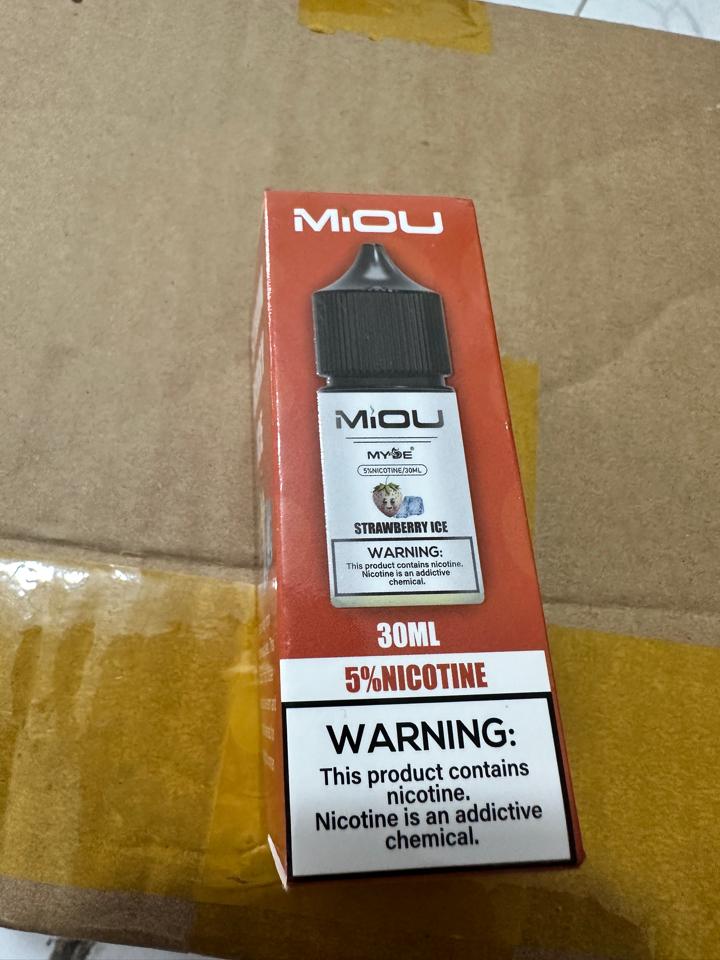 MiOU
MiOU
MYDE®
5%NICOTINE/30ML
STRAWBERRY ICE
WARNING:
This product contains nicotine.
Nicotine is an addictive
chemical.
30ML
5%NICOTINE
WARNING:
This product contains
nicotine.
Nicotine is an addictive
chemical.